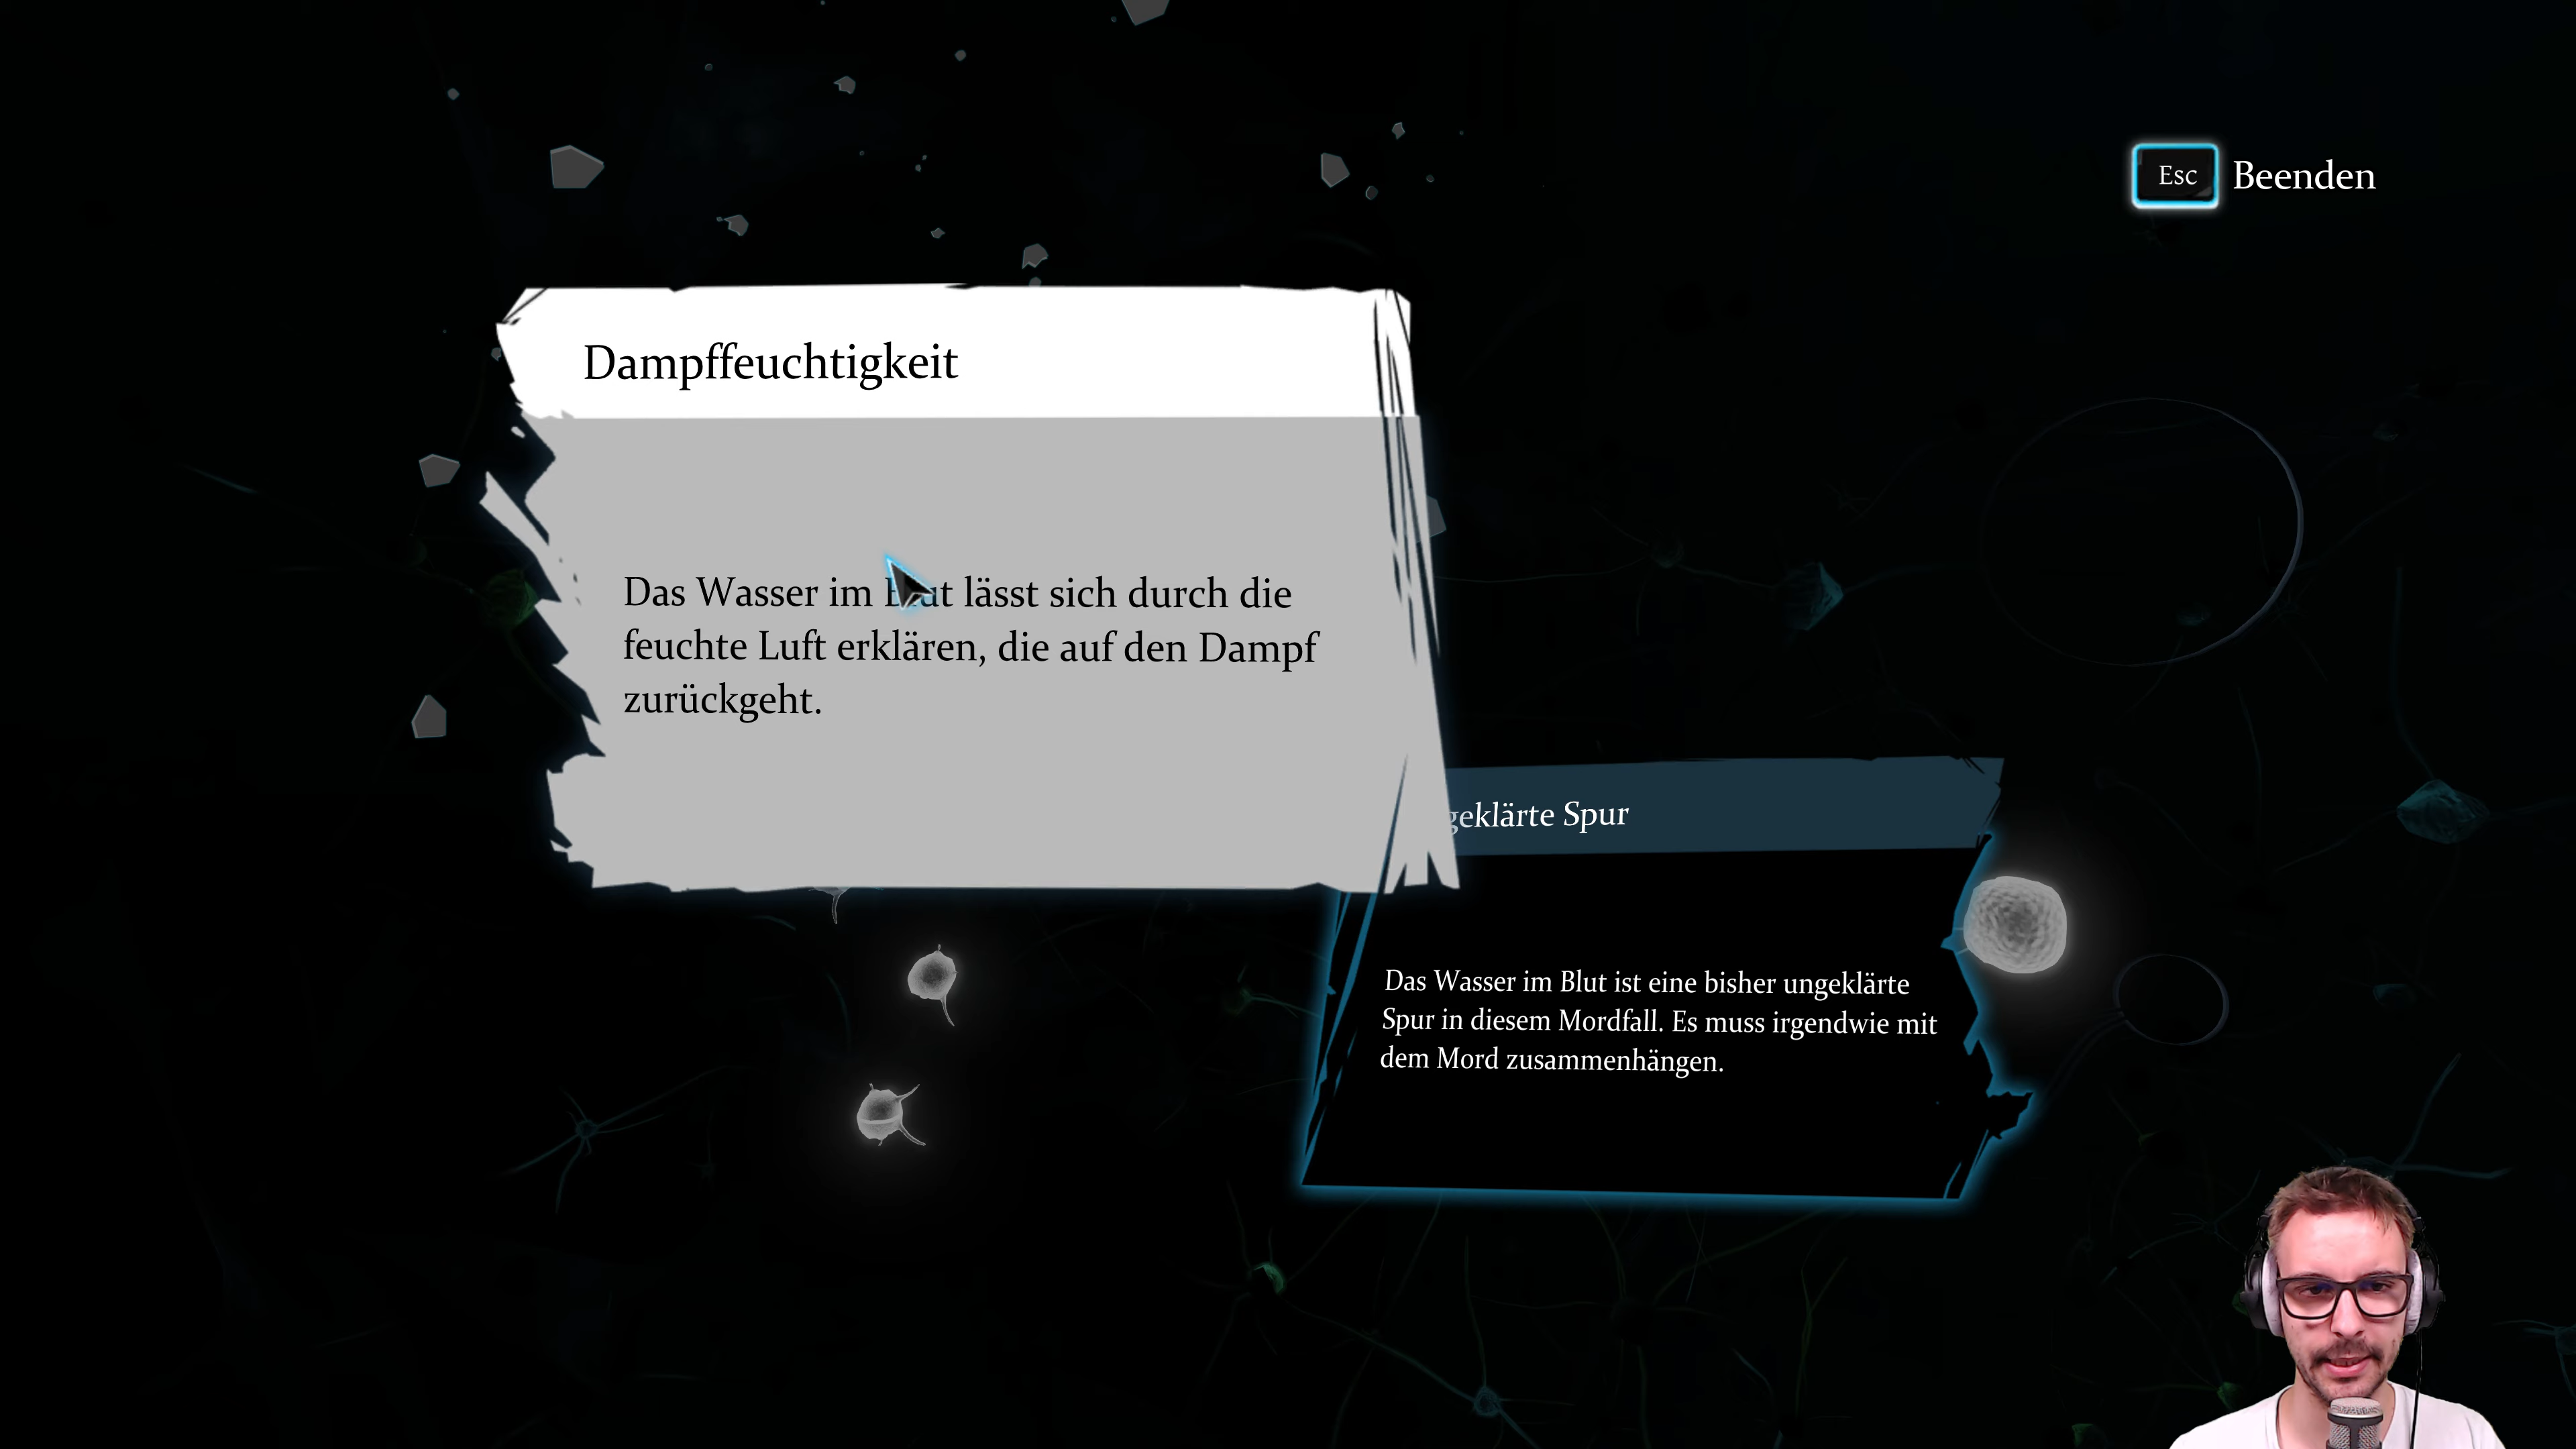 Esc Beenden
Dampffeuchtigkeit
Das Wasser im Blut lässt sich durch die
feuchte Luft erklären, die auf den Dampf
zurückgeht.
geklärte Spur
Das Wasser im Blut ist eine bisher ungeklärte
Spur in diesem Mordfall. Es muss irgendwie mit
dem Mord zusammenhängen.